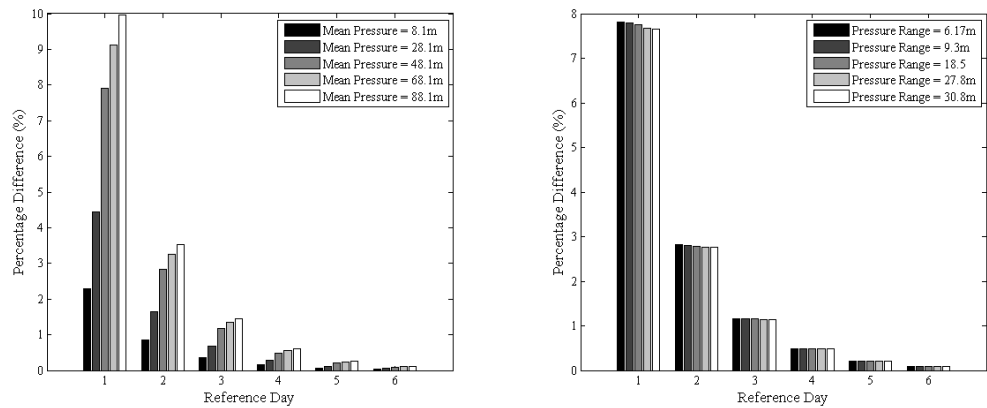 10
9
8
7
6
5
4
3
2
1
0
Percentage Difference (%)
Mean Pressure = 8.1m
Mean Pressure = 28.1m
Mean Pressure = 48.1m
Mean Pressure = 68.1m
Mean Pressure = 88.1m
1 2 3 4 5 6
Reference Day
8
7
6
5
4
3
2
1
0
Percentage Difference (%)
Pressure Range = 6.17m
Pressure Range = 9.3m
Pressure Range = 18.5
Pressure Range = 27.8m
Pressure Range = 30.8m
1 2 3 4 5 6
Reference Day